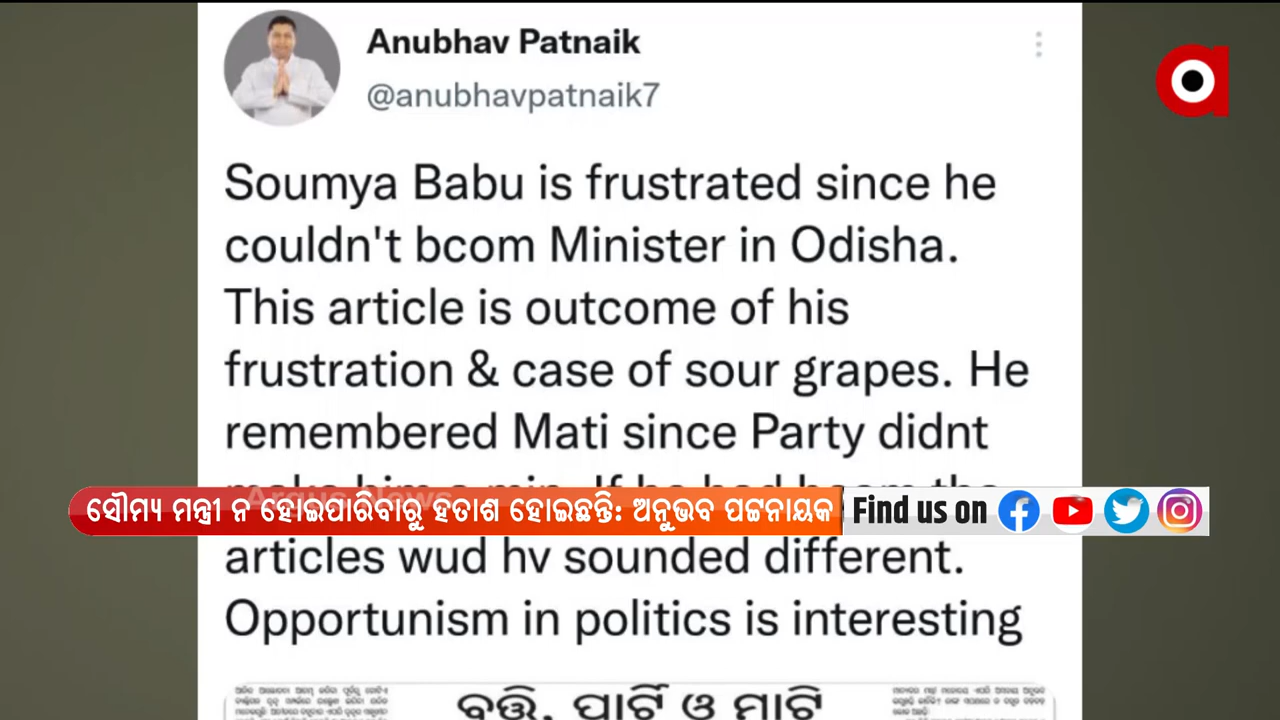 Anubhav Patnaik
@anubhavpatnaik7
Soumya Babu is frustrated since he
couldn't bcom Minister in Odisha.
This article is outcome of his
frustration & case of sour grapes. He
remembered Mati since Party didnt
Argus News
ସୌମ୍ୟ ମନ୍ତ୍ରୀ ନ ହୋଇପାରିବାରୁ ହତାଶ ହୋଇଛନ୍ତି: ଅନୁଭବ ପଟ୍ଟନାୟକ
Find us on
articles wud hv sounded different.
Opportunism in politics is interesting
ବୃତ୍ତି, ପାର୍ଟି ଓ ମାଟି